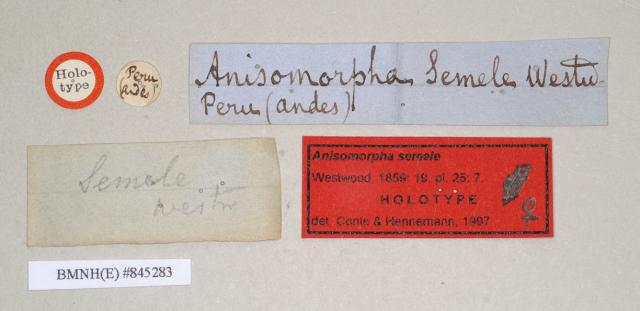 Holo-
type
Peru
Andes
Anisomorpha Semele Westw-
Peru (andes)
Semele
Westw
Anisomorpha semele
Westwood, 1859: 19, pl. 25: 7.
HOLOTYPE ♀
det. Conle & Hennemann, 1997
BMNH(E) #845283